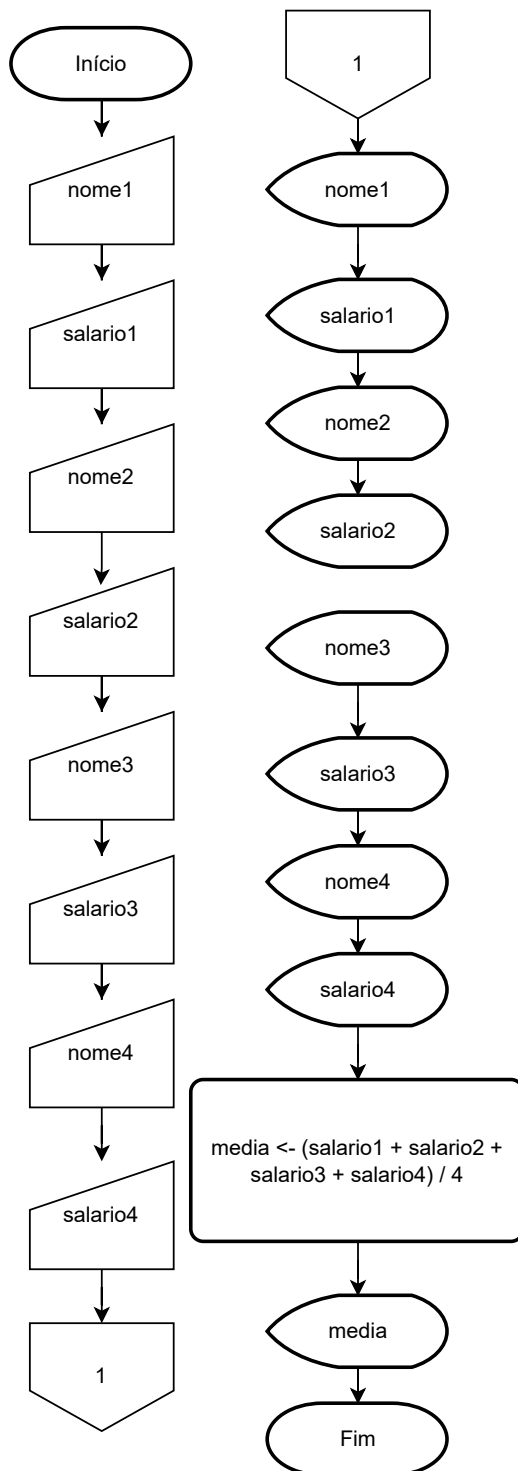 Início
nome1
salario1
nome2
salario2
nome3
salario3
nome4
salario4
1
1
nome1
salario1
nome2
salario2
nome3
salario3
nome4
salario4
media <- (salario1 + salario2 +
salario3 + salario4) / 4
media
Fim